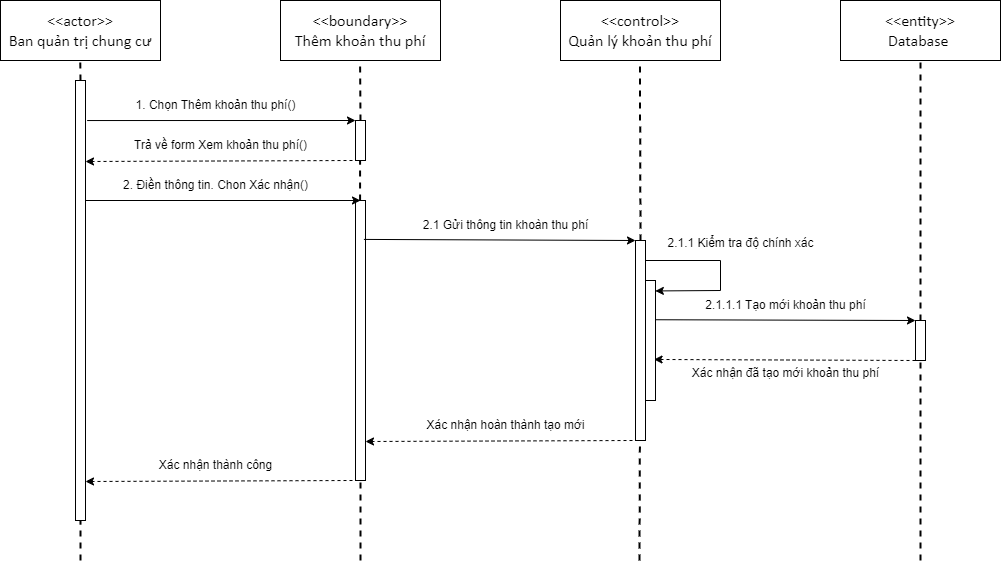 <<actor>>
Ban quản trị chung cư
<<boundary>>
Thêm khoản thu phí
<<control>>
Quản lý khoản thu phí
<<entity>>
Database
1. Chọn Thêm khoản thu phí()
Trả về form Xem khoản thu phí()
2. Điền thông tin. Chon Xác nhận()
2.1 Gửi thông tin khoản thu phí
2.1.1 Kiểm tra độ chính xác
2.1.1.1 Tạo mới khoản thu phí
Xác nhận đã tạo mới khoản thu phí
Xác nhận hoàn thành tạo mới
Xác nhận thành công